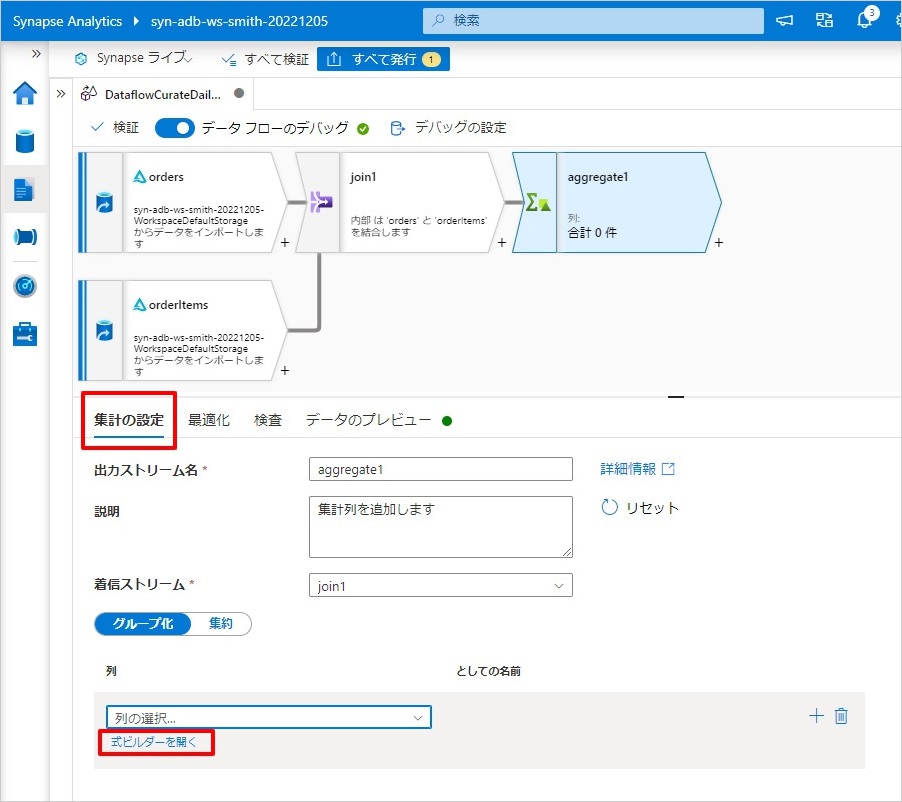 Synapse Analytics
syn-adb-ws-smith-20221205
検索
3
Synapse ライブ
すべて検証
すべて発行 1
DataflowCurateDail...
検証
データ フローのデバッグ
デバッグの設定
orders
syn-adb-ws-smith-20221205-
WorkspaceDefaultStorage
からデータをインポートしま
す
+
join1
内部 は 'orders' と 'orderItems'
を結合します
+
aggregate1
列:
合計 0 件
+
orderItems
syn-adb-ws-smith-20221205-
WorkspaceDefaultStorage
からデータをインポートしま
す
+
集計の設定
最適化
検査
データのプレビュー
出力ストリーム名 *
aggregate1
詳細情報
説明
集計列を追加します
リセット
着信ストリーム *
join1
グループ化
集約
列
としての名前
列の選択...
式ビルダーを開く